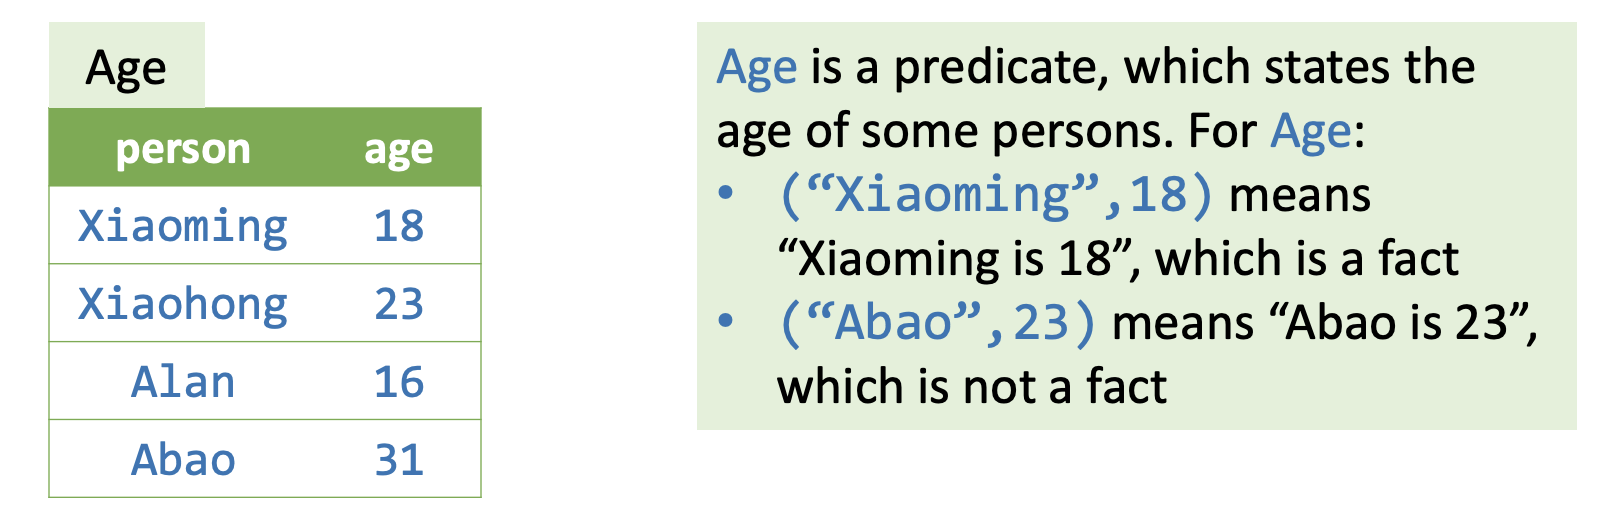 Age
person age
Xiaoming 18
Xiaohong 23
Alan 16
Abao 31
Age is a predicate, which states the
age of some persons. For Age:
• (“Xiaoming”,18) means
“Xiaoming is 18”, which is a fact
• (“Abao”,23) means “Abao is 23”,
which is not a fact